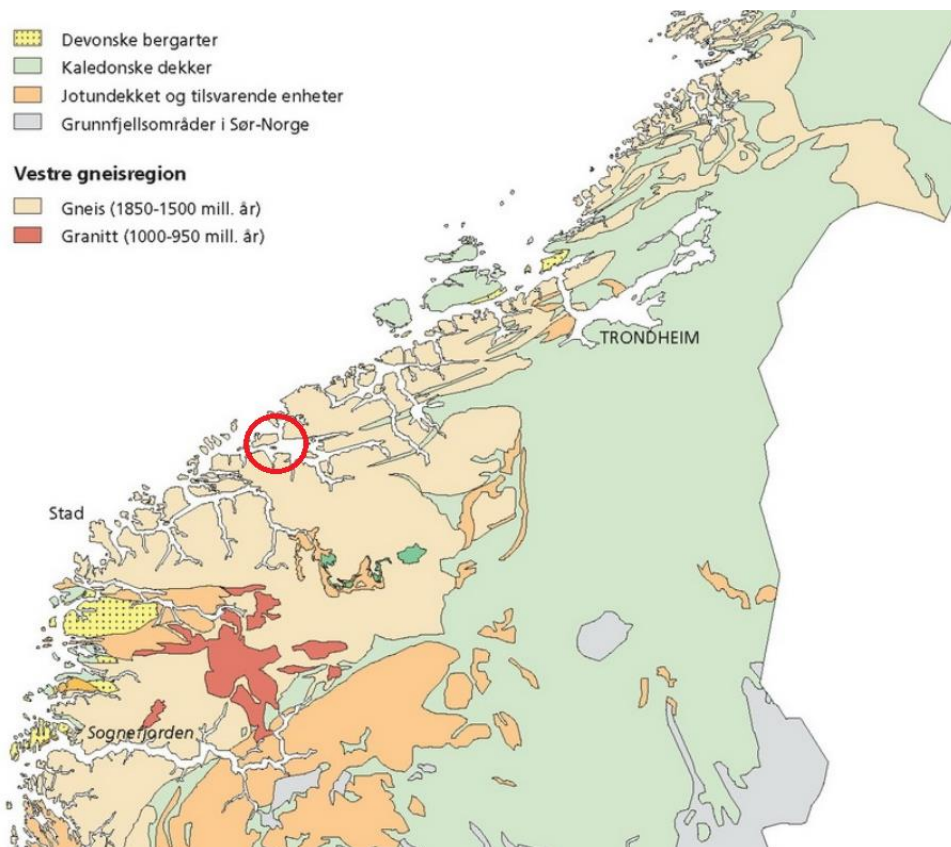 Devonske bergarter
Kaledonske dekker
Jotundekket og tilsvarende enheter
Grunnfjellsområder i Sør-Norge
Vestre gneisregion
Gneis (1850-1500 mill. år)
Granitt (1000-950 mill. år)
TRONDHEIM
Stad
Sognefjorden